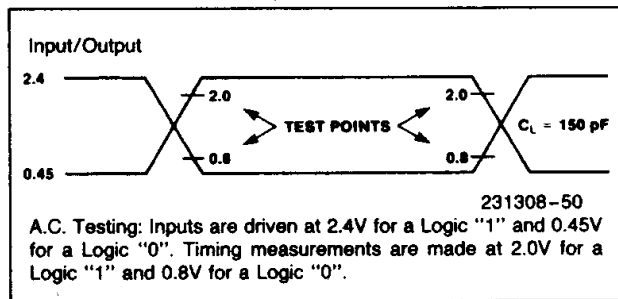 Input/Output
2.4
2.0
2.0
TEST POINTS
C_L = 150 pF
0.8
0.8
0.45
231308-50
A.C. Testing: Inputs are driven at 2.4V for a Logic "1" and 0.45V
for a Logic "0". Timing measurements are made at 2.0V for a
Logic "1" and 0.8V for a Logic "0".